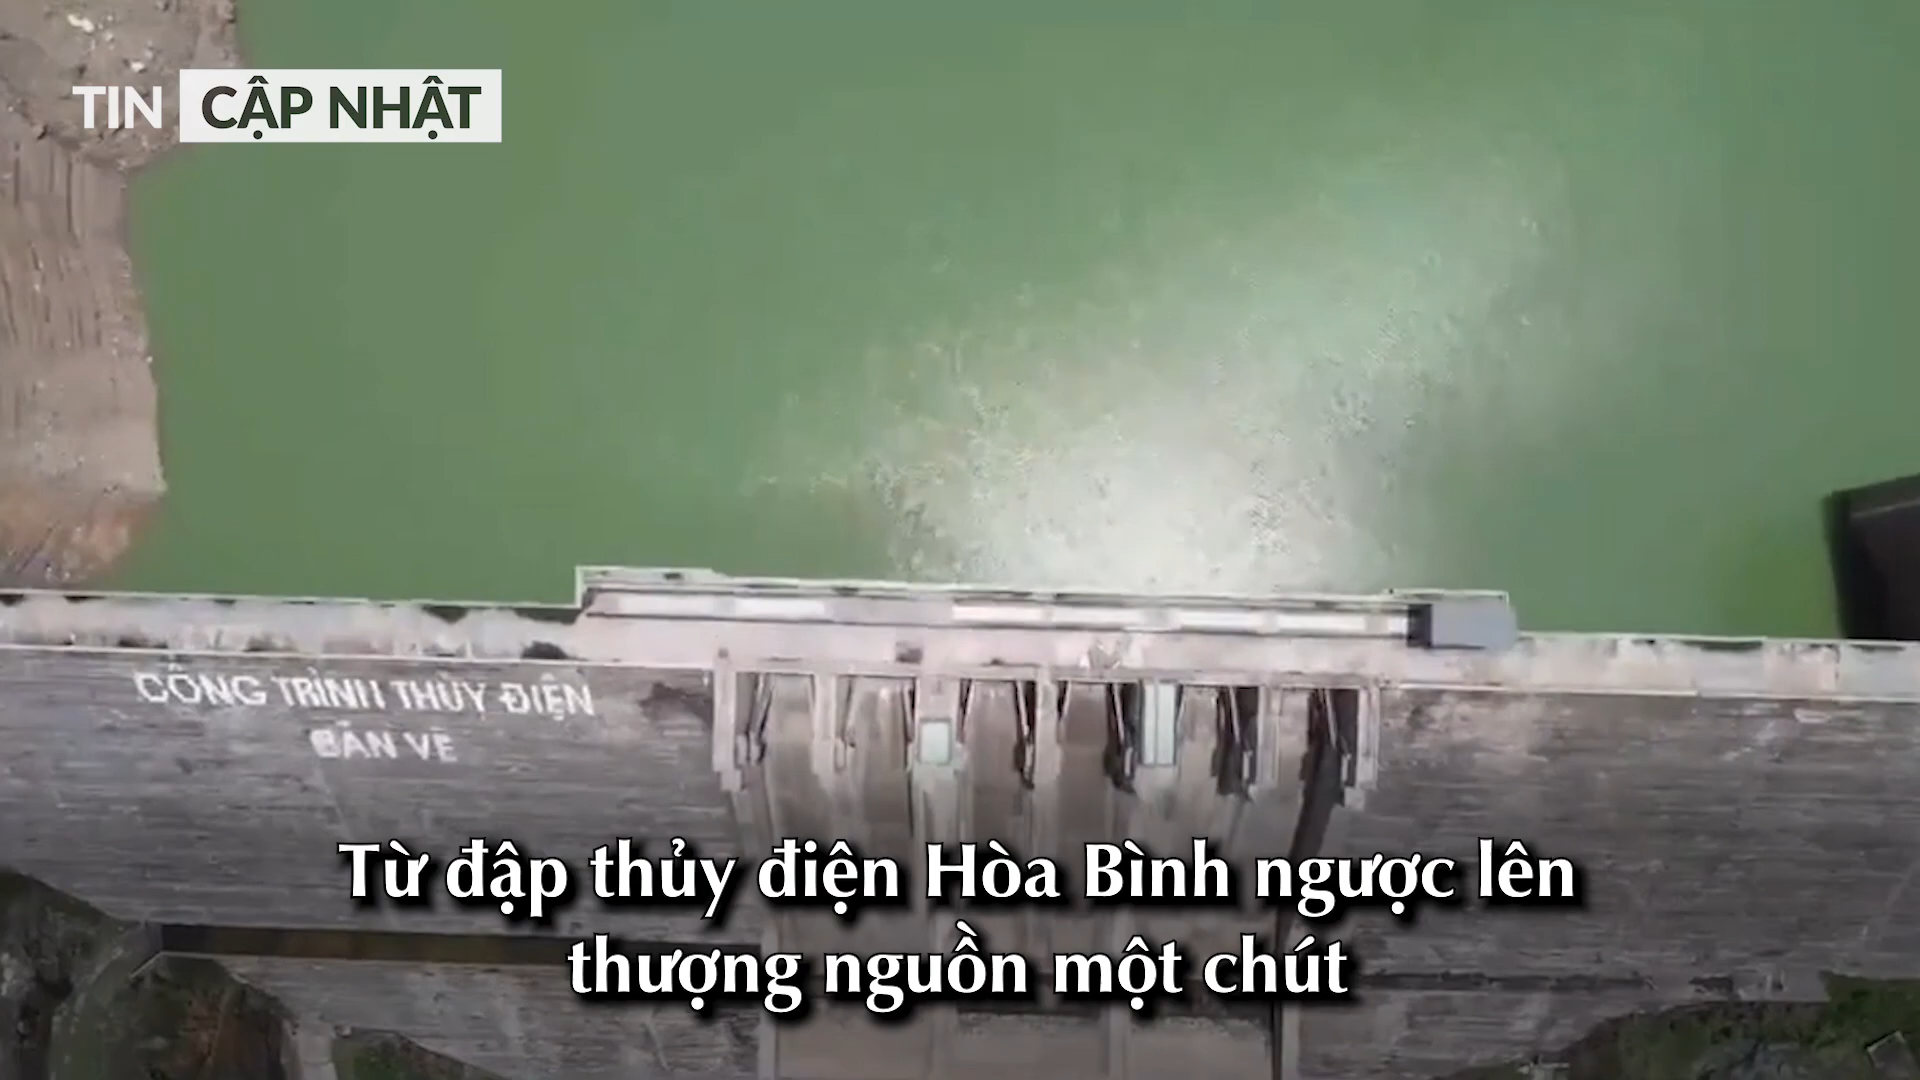 TIN CẬP NHẬT
CÔNG TRÌNH THỦY ĐIỆN
BẢN VẼ
Từ đập thủy điện Hòa Bình ngược lên
thượng nguồn một chút